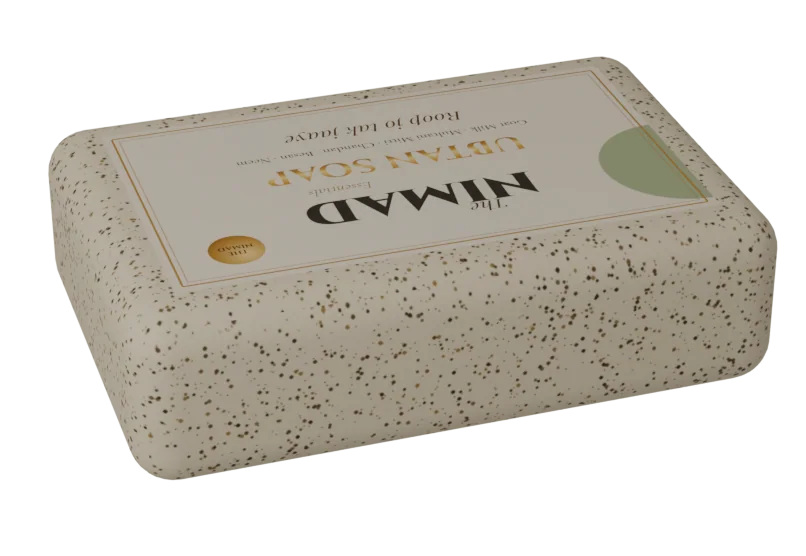 The
NIMAD
Essentials
UBTAN SOAP
Goat Milk · Multani Mitti · Chandan · Besan · Neem
Roop jo tak jaaye
THE
NIMAD